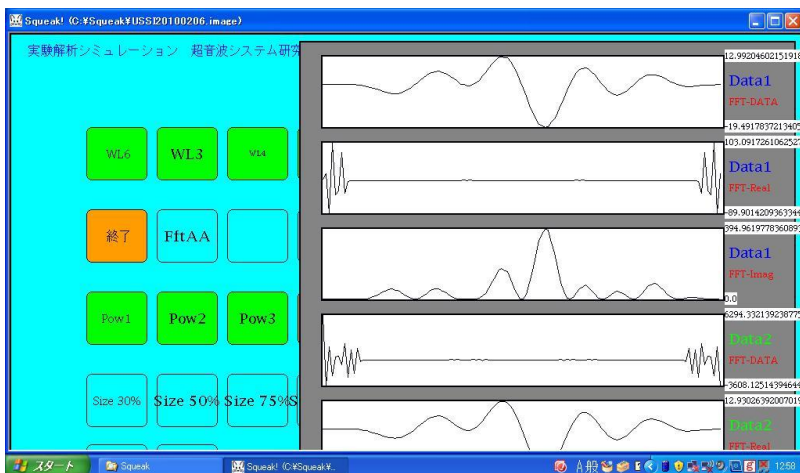 Squeak! (C:¥Squeak¥USSI20100206.image)
実験解析シミュレーション 超音波システム研究
WL6 WL3 WL4
終了 FftAA
Pow1 Pow2 Pow3
Size 30% Size 50% Size 75%S
12.9920460215191
Data1
FFT-DATA
-19.4917837213405
103.0917261062527
Data1
FFT-Real
-89.9014209363344
394.961977836089
Data1
FFT-Imag
0.0
6294.332139238775
Data2
FFT-DATA
-3608.12514394644
12.9302639200701
Data2
FFT-Real
スタート Squeak Squeak! (C:¥Squeak¥... A 般 12:58